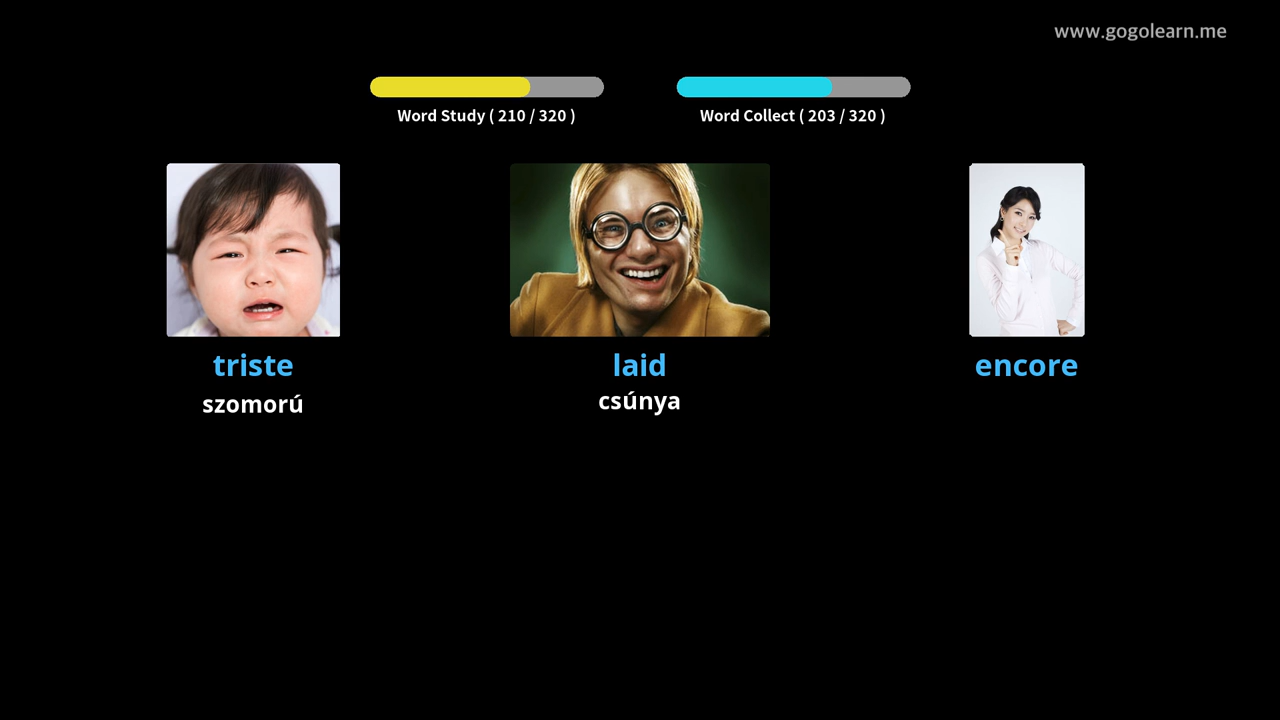 www.gogolearn.me
Word Study ( 210 / 320 )
Word Collect ( 203 / 320 )
triste
laid
encore
szomorú
csúnya